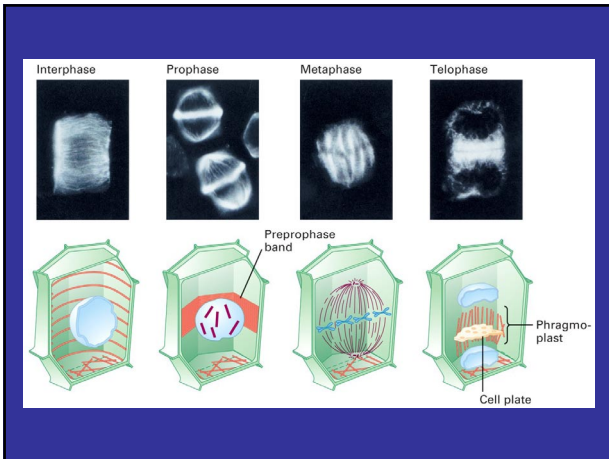 Interphase
Prophase
Metaphase
Telophase
Preprophase
band
Phragmo-
plast
Cell plate